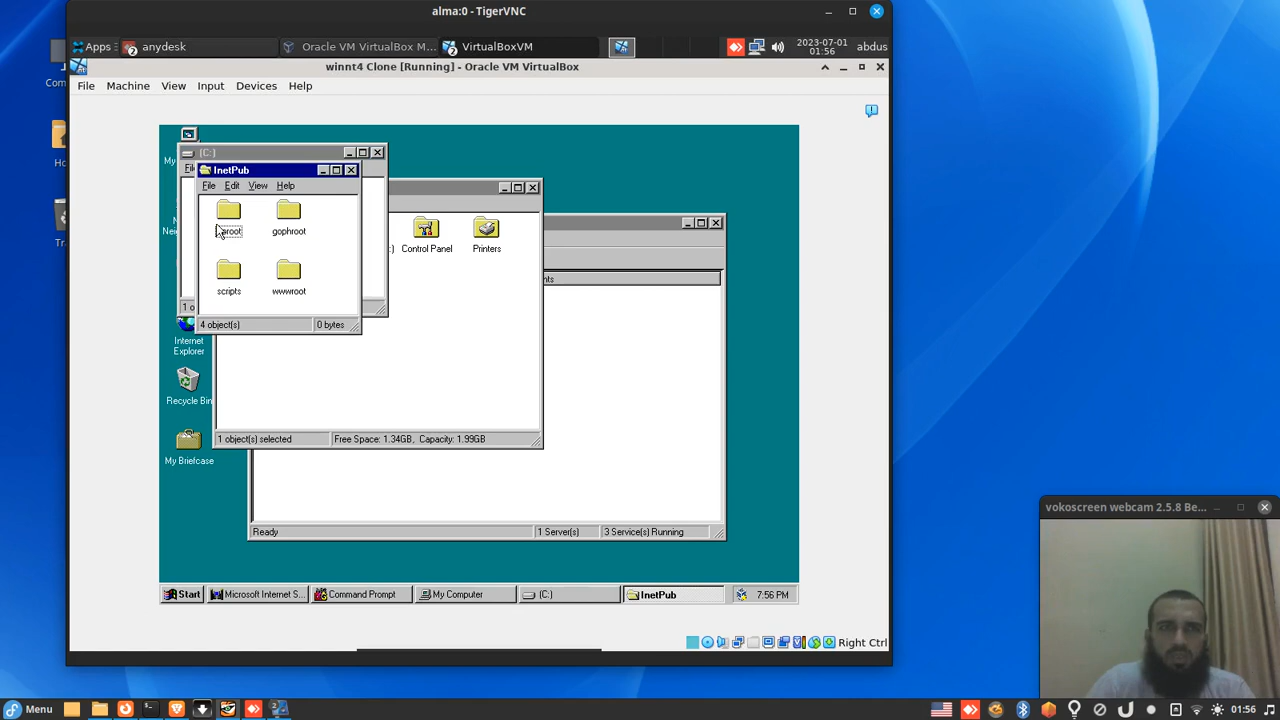 alma:0 - TigerVNC
Apps
anydesk
Oracle VM VirtualBox M...
VirtualBoxVM
2023-07-01
01:56
abdus
winnt4 Clone [Running] - Oracle VM VirtualBox
File Machine View Input Devices Help
(C:)
InetPub
File Edit View Help
gophroot
scripts
wwwroot
4 object(s)
0 bytes
Control Panel
Printers
Internet
Explorer
Recycle Bin
My Briefcase
1 object(s) selected
Free Space: 1.34GB, Capacity: 1.99GB
Ready
1 Server(s)
3 Service(s) Running
Start
Microsoft Internet S...
Command Prompt
My Computer
(C:)
InetPub
7:56 PM
Right Ctrl
vokoscreen webcam 2.5.8 Be...
Menu
01:56